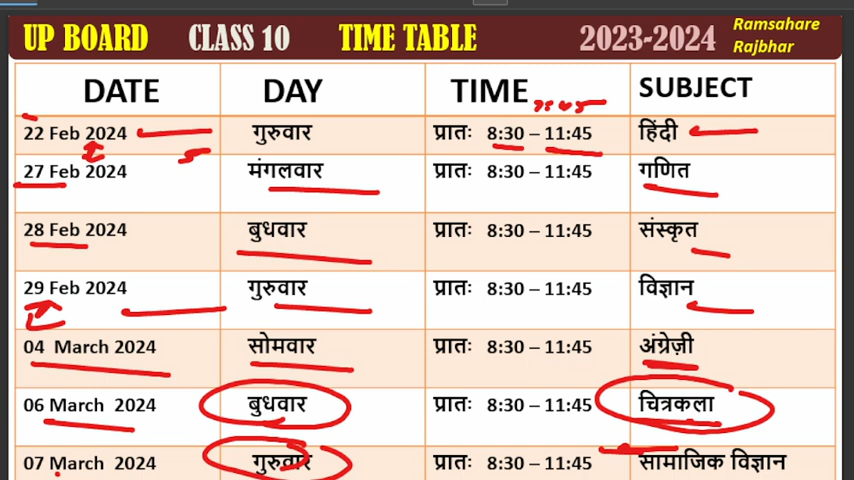 UP BOARD CLASS 10 TIME TABLE 2023-2024 Ramsahare Rajbhar
DATE DAY TIME SUBJECT
22 Feb 2024 गुरुवार प्रातः 8:30 – 11:45 हिंदी
27 Feb 2024 मंगलवार प्रातः 8:30 – 11:45 गणित
28 Feb 2024 बुधवार प्रातः 8:30 – 11:45 संस्कृत
29 Feb 2024 गुरुवार प्रातः 8:30 – 11:45 विज्ञान
04 March 2024 सोमवार प्रातः 8:30 – 11:45 अंग्रेज़ी
06 March 2024 बुधवार प्रातः 8:30 – 11:45 चित्रकला
07 March 2024 गुरुवार प्रातः 8:30 – 11:45 सामाजिक विज्ञान